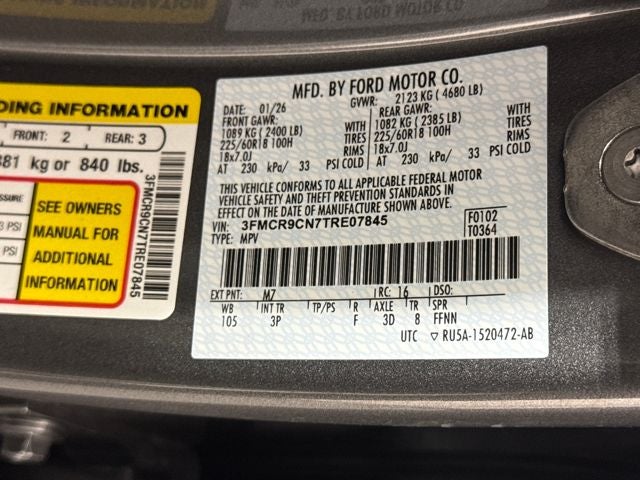 DING INFORMATION
FRONT: 2 REAR: 3
381 kg or 840 lbs.
SEE OWNERS
MANUAL FOR
ADDITIONAL
INFORMATION
3 PSI
PSI
3FMCR9CN7TRE07845
MFD. BY FORD MOTOR CO.
DATE: 01/26 GVWR: 2123 KG ( 4680 LB)
FRONT GAWR: REAR GAWR:
1089 KG ( 2400 LB) WITH 1082 KG ( 2385 LB) WITH
225/60R18 100H TIRES 225/60R18 100H TIRES
18x7.0J RIMS 18x7.0J RIMS
AT 230 kPa/ 33 PSI COLD AT 230 kPa/ 33 PSI COLD
THIS VEHICLE CONFORMS TO ALL APPLICABLE FEDERAL MOTOR
VEHICLE SAFETY AND THEFT PREVENTION STANDARDS IN
EFFECT ON THE DATE OF MANUFACTURE SHOWN ABOVE.
VIN: 3FMCR9CN7TRE07845 F0102
TYPE: MPV T0364
EXT PNT: M7 RC: 16 DSO:
WB INT TR TP/PS R AXLE TR SPR
105 3P F 3D 8 FFNN
UTC ▽ RU5A-1520472-AB